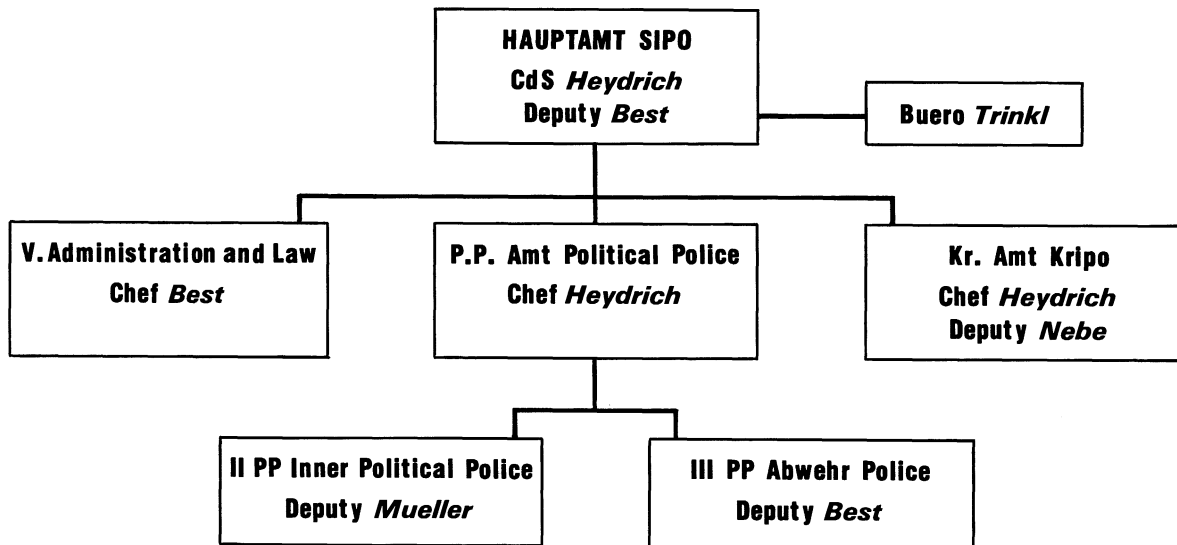 HAUPTAMT SIPO
CdS Heydrich
Deputy Best
Buero Trinkl
V. Administration and Law
Chef Best
P.P. Amt Political Police
Chef Heydrich
Kr. Amt Kripo
Chef Heydrich
Deputy Nebe
II PP Inner Political Police
Deputy Mueller
III PP Abwehr Police
Deputy Best